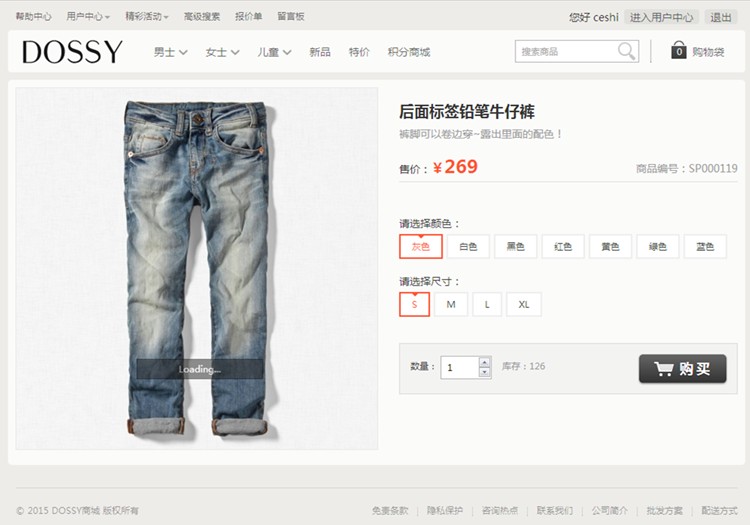 帮助中心 用户中心 精彩活动 高级搜索 报价单 留言板 您好 ceshi 进入用户中心 退出
DOSSY 男士 女士 儿童 新品 特价 积分商城 搜索商品 0 购物袋
后面标签铅笔牛仔裤
裤脚可以卷边穿~露出里面的配色！
售价：¥269 商品编号：SP000119
请选择颜色：
灰色 白色 黑色 红色 黄色 绿色 蓝色
请选择尺寸：
S M L XL
Loading...
数量：1 库存：126 购买
© 2015 DOSSY商城 版权所有 免责条款 | 隐私保护 | 咨询热点 | 联系我们 | 公司简介 | 批发方案 | 配送方式